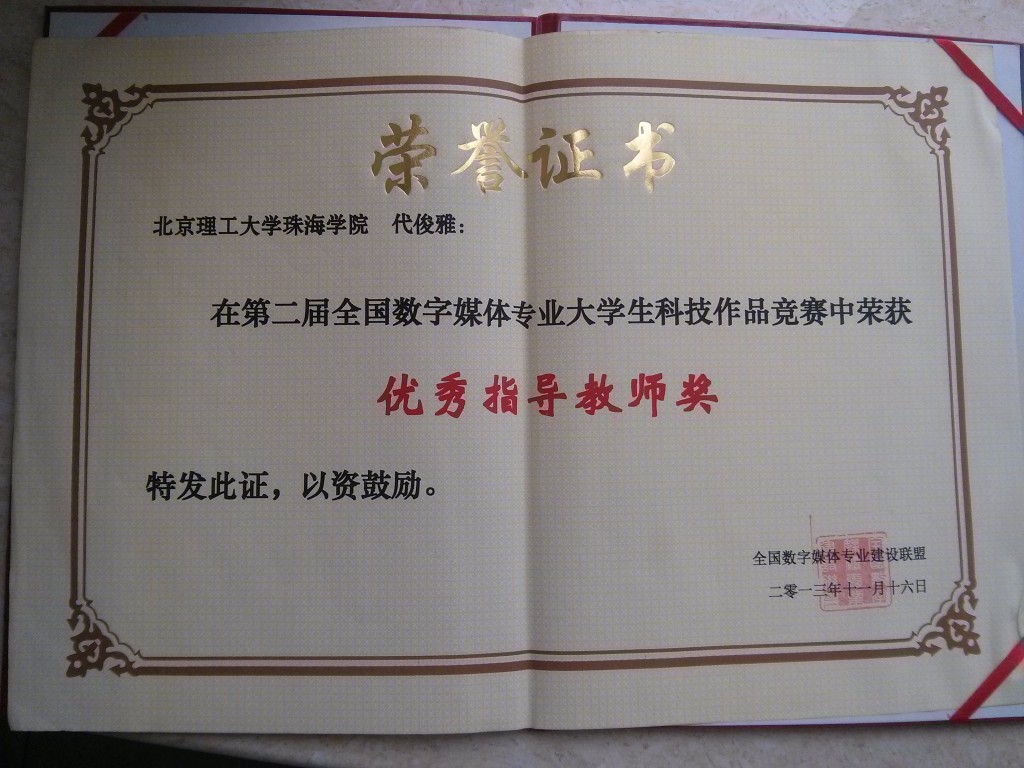 荣誉证书
北京理工大学珠海学院 代俊雅：
在第二届全国数字媒体专业大学生科技作品竞赛中荣获
优秀指导教师奖
特发此证，以资鼓励。
全国数字媒体专业建设联盟
二零一三年十一月十六日